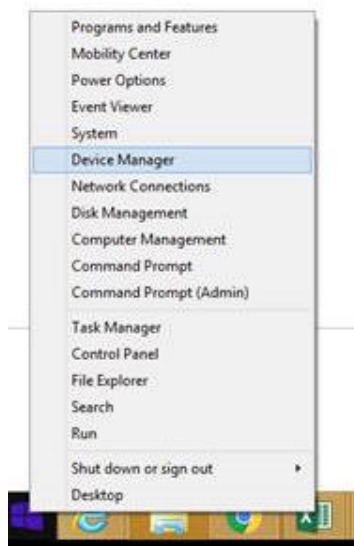 Programs and Features
Mobility Center
Power Options
Event Viewer
System
Device Manager
Network Connections
Disk Management
Computer Management
Command Prompt
Command Prompt (Admin)
Task Manager
Control Panel
File Explorer
Search
Run
Shut down or sign out
Desktop